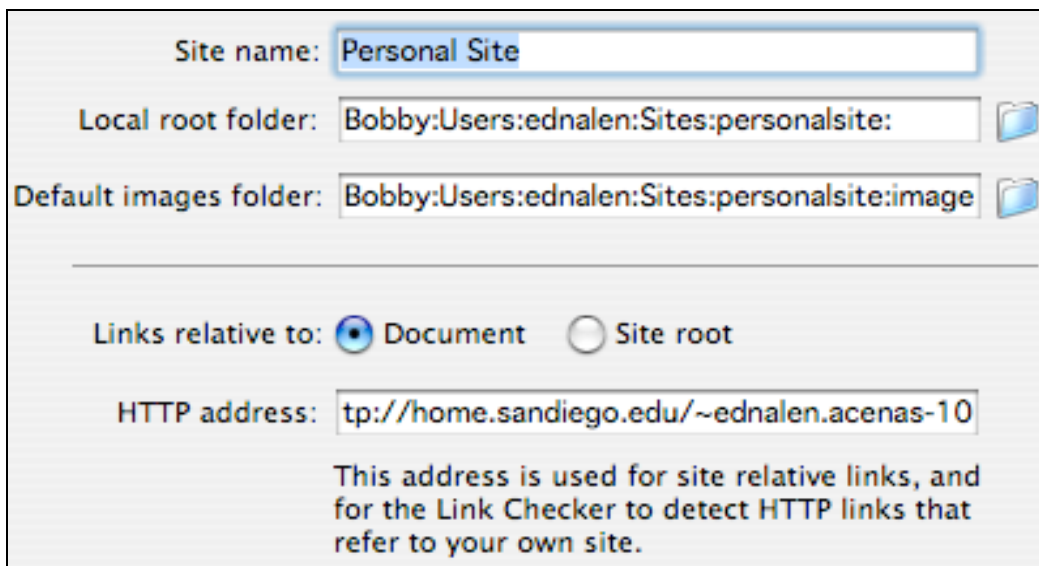 Site name: Personal Site
Local root folder: Bobby:Users:ednalen:Sites:personalsite:
Default images folder: Bobby:Users:ednalen:Sites:personalsite:image
Links relative to: Document Site root
HTTP address: tp://home.sandiego.edu/~ednalen.acenas-10
This address is used for site relative links, and
for the Link Checker to detect HTTP links that
refer to your own site.